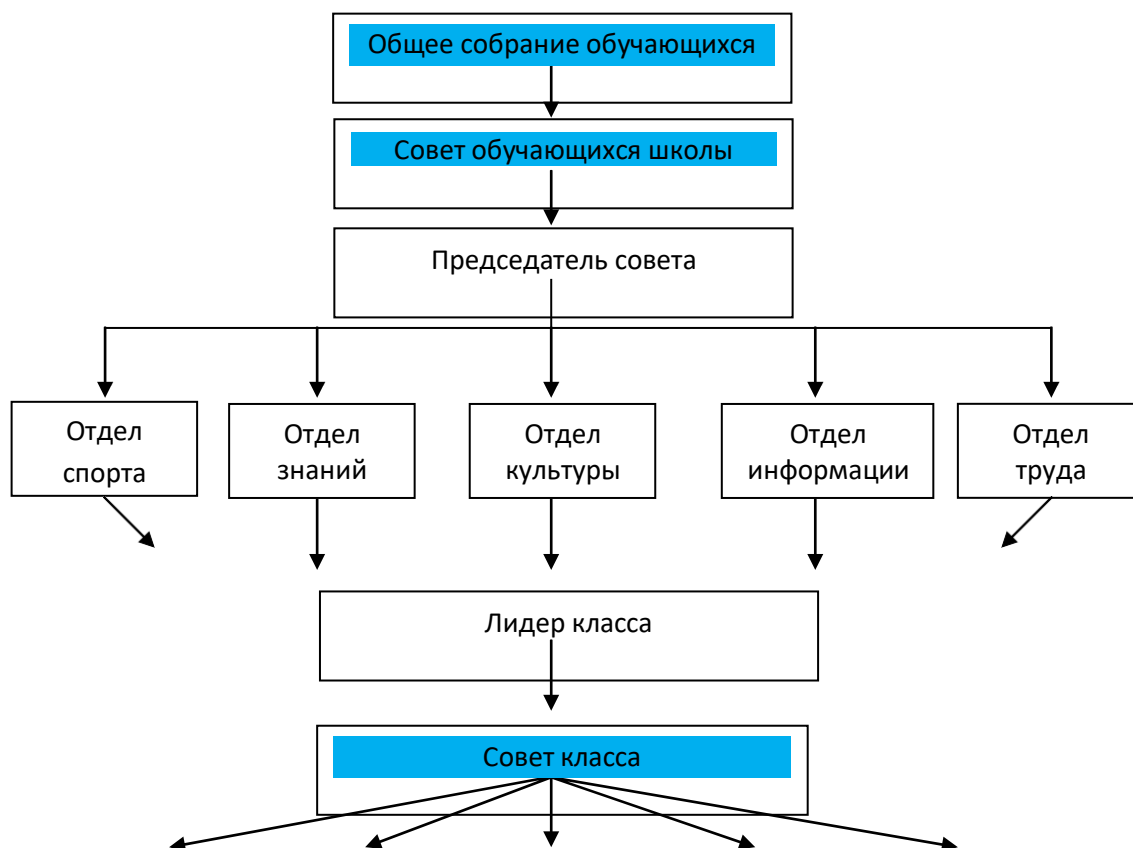 Общее собрание обучающихся
Совет обучающихся школы
Председатель совета
Отдел
спорта
Отдел
знаний
Отдел
культуры
Отдел
информации
Отдел
труда
Лидер класса
Совет класса